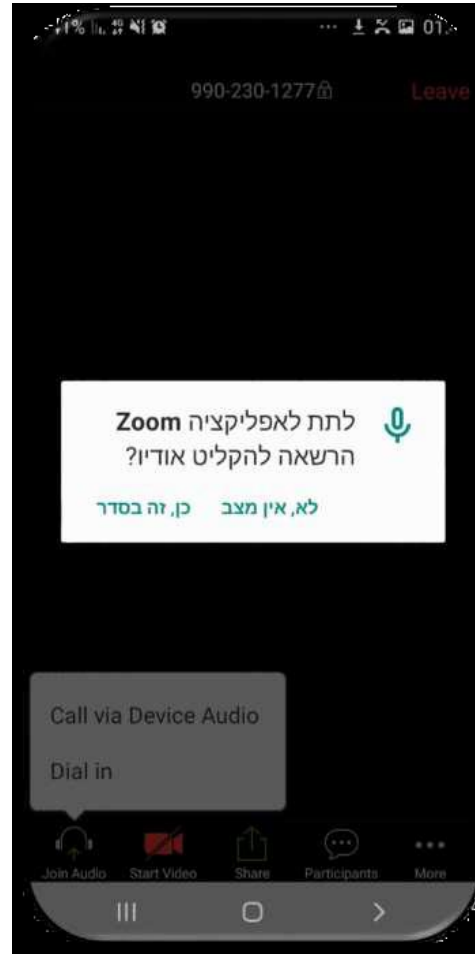 990-230-1277
Leave
לתת לאפליקציה Zoom
הרשאה להקליט אודיו?
לא, אין מצב
כן, זה בסדר
Call via Device Audio
Dial in
Join Audio
Start Video
Share
Participants
More